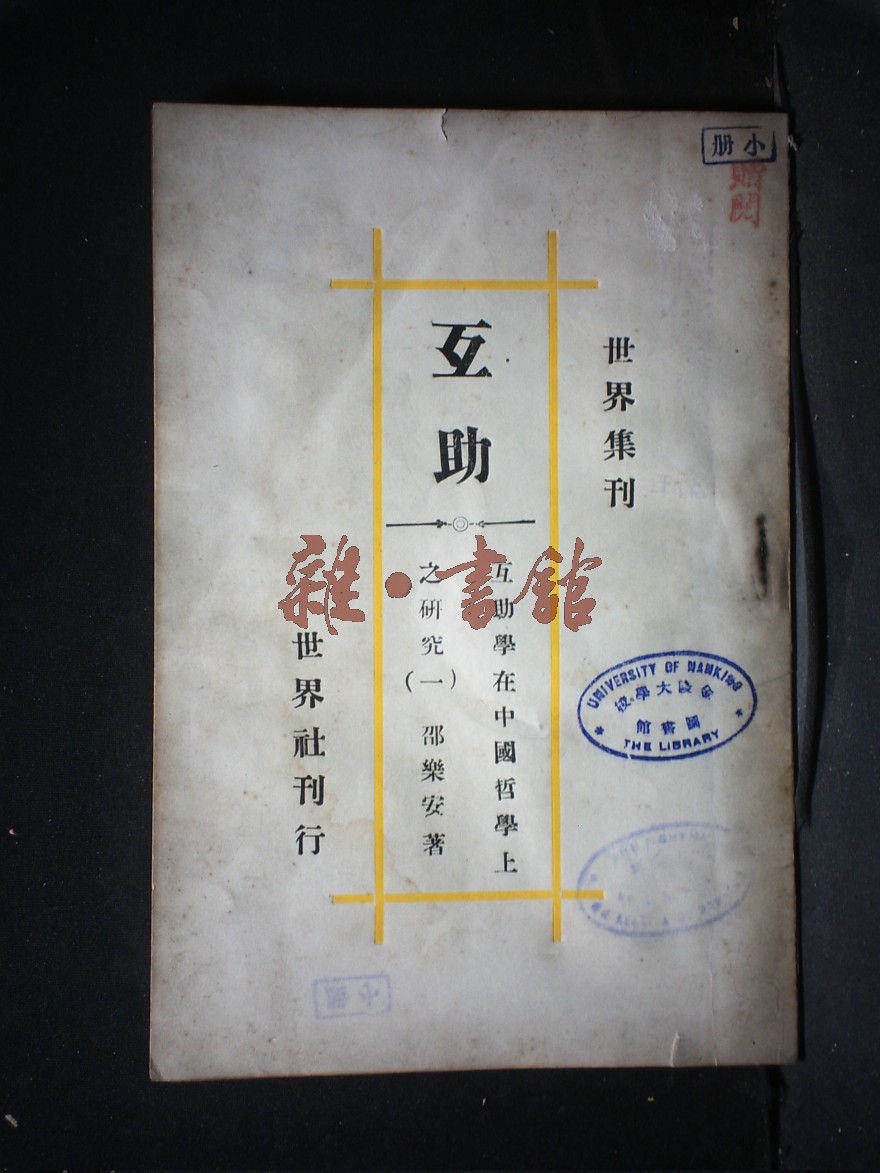 小册
贈閱
世界集刊
互助
互助學在中國哲學上
之研究(一) 邵樂安著
世界社刊行
雜·書館
UNIVERSITY OF NANKING
金陵大學校
圖書館
THE LIBRARY
小册